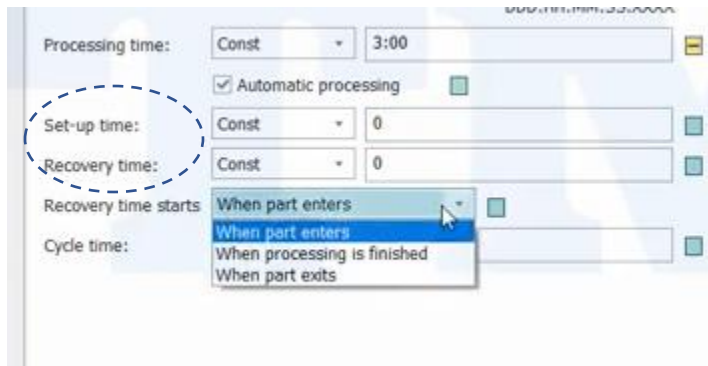 Processing time: Const 3:00
Automatic processing
Set-up time: Const 0
Recovery time: Const 0
Recovery time starts When part enters
When part enters
Cycle time:
When processing is finished
When part exits